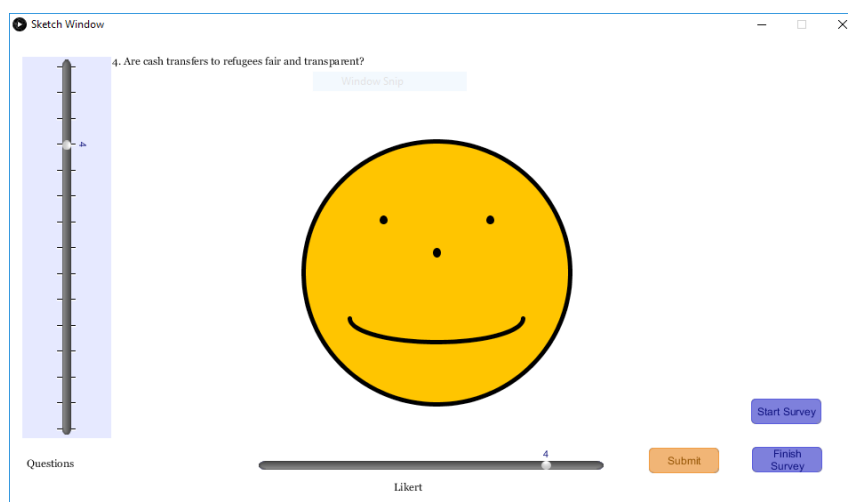 Sketch Window
4. Are cash transfers to refugees fair and transparent?
Window Snip
4
Start Survey
4
Submit
Finish
Survey
Questions
Likert